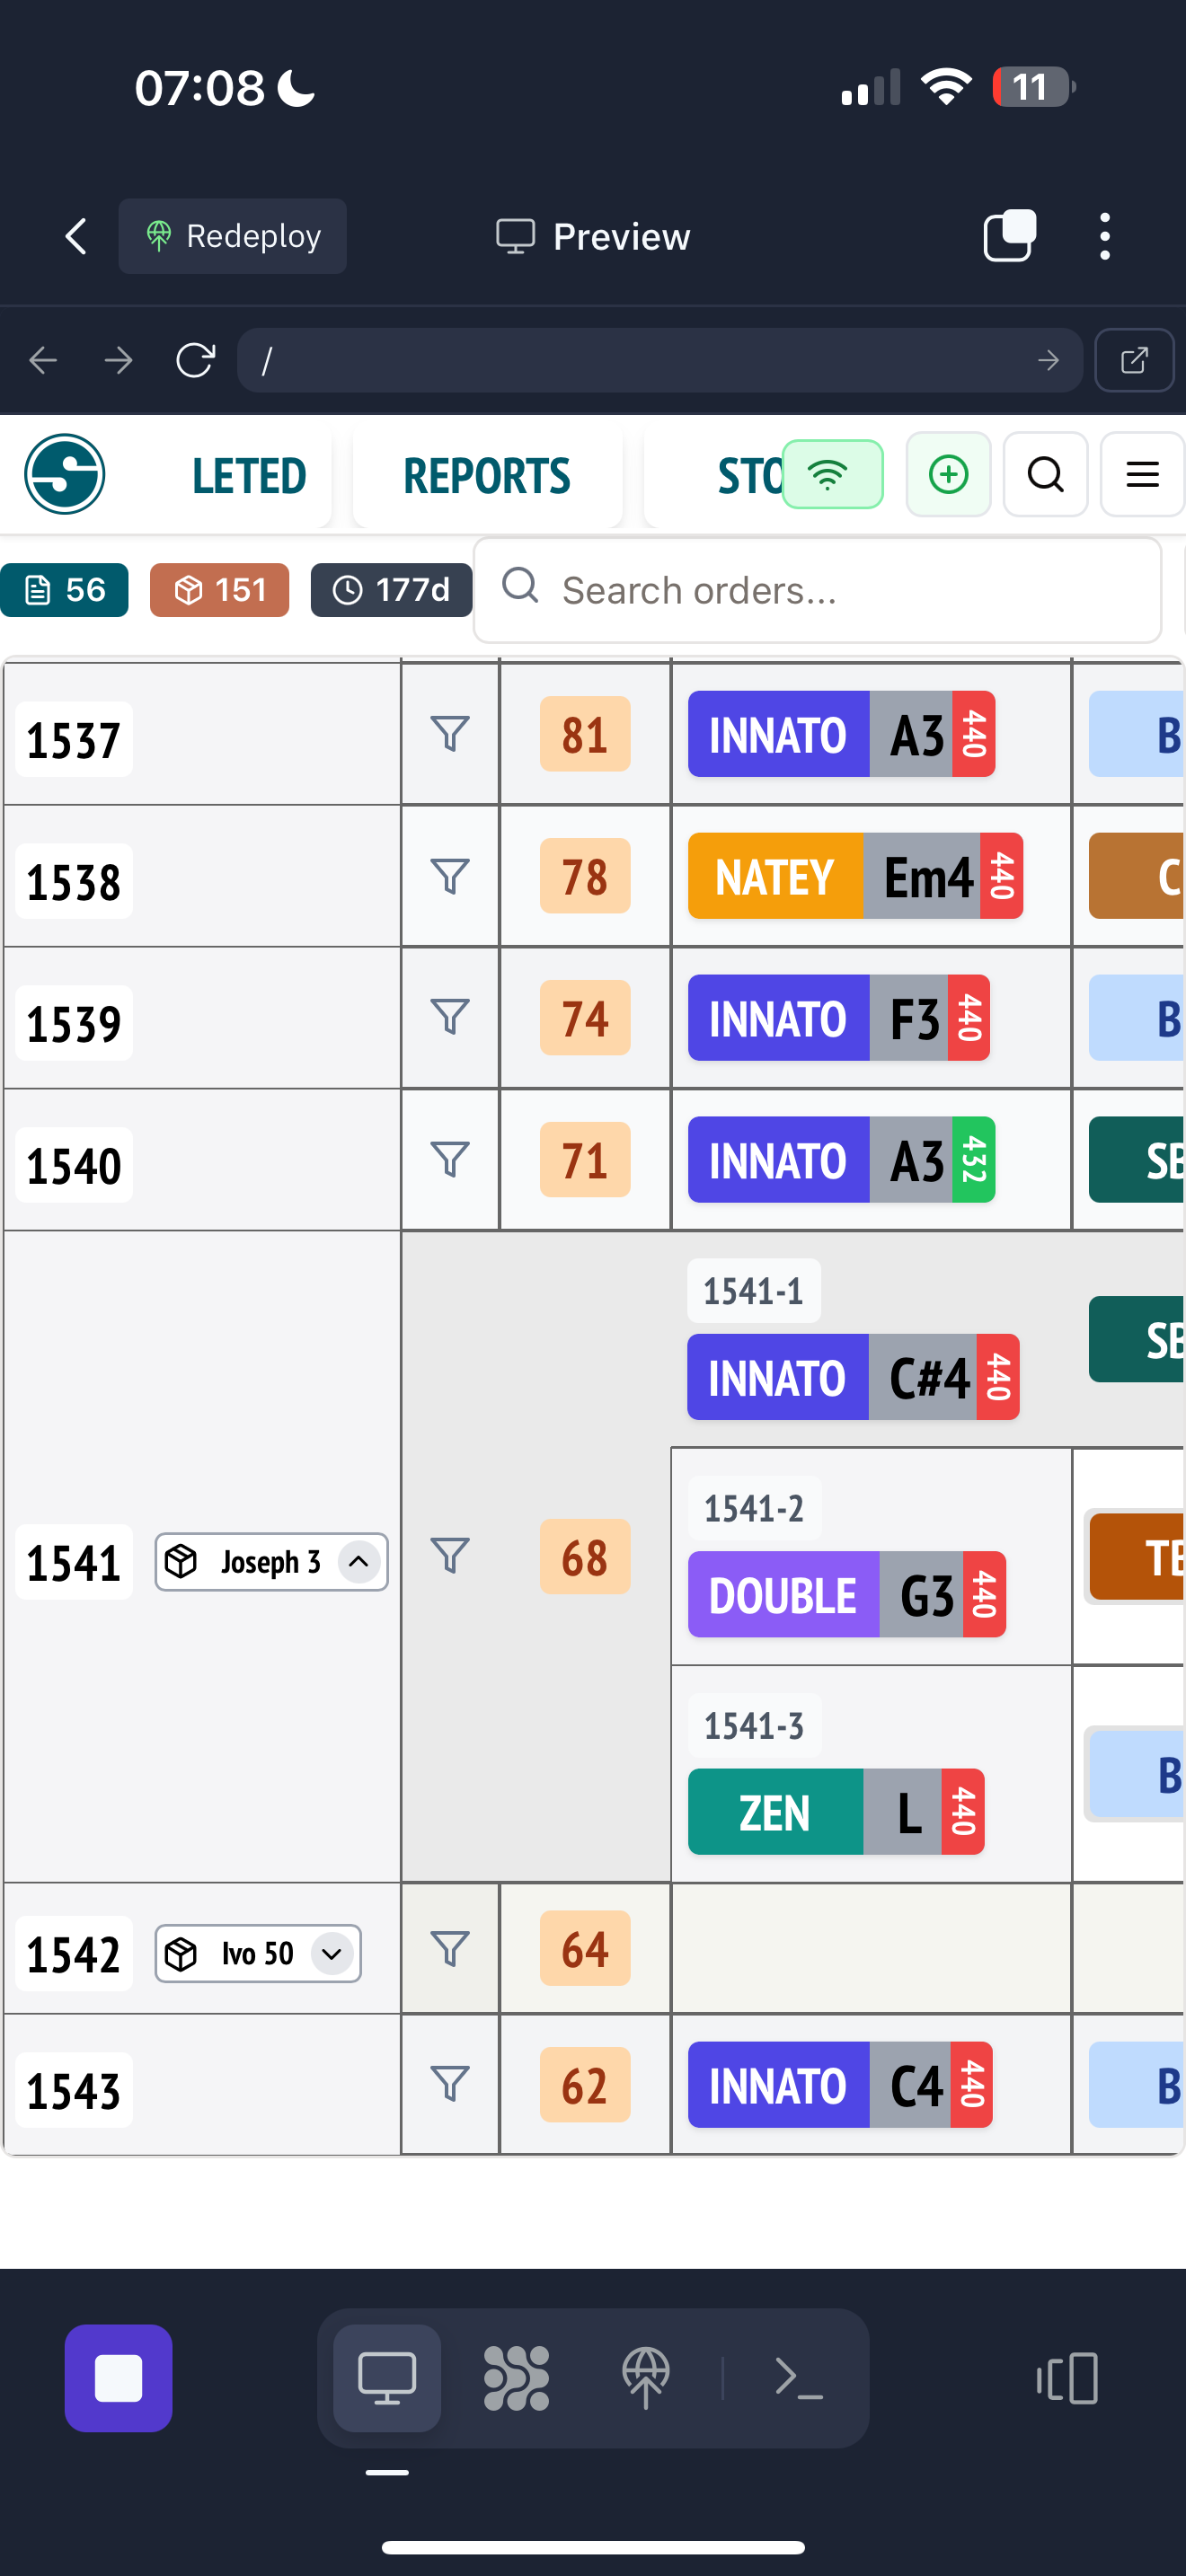 07:08
11
Redeploy
Preview
/
LETED
REPORTS
STO
56
151
177d
Search orders...
1537
81
INNATO A3 440
B
1538
78
NATEY Em4 440
C
1539
74
INNATO F3 440
B
1540
71
INNATO A3 432
SB
1541-1
INNATO C#4 440
SB
1541
Joseph 3
68
1541-2
DOUBLE G3 440
TE
1541-3
ZEN L 440
B
1542
Ivo 50
64
1543
62
INNATO C4 440
B